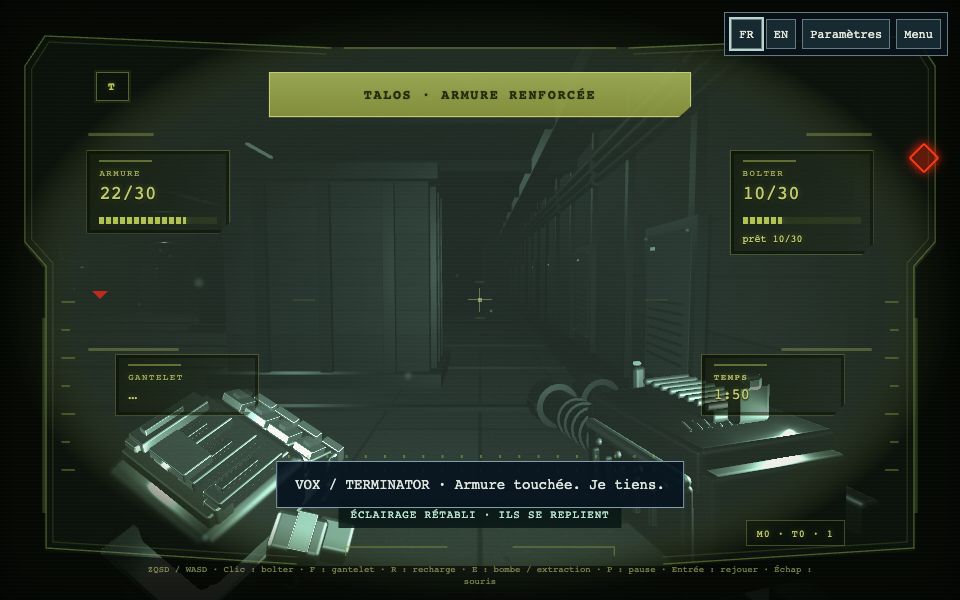 FR EN Paramètres Menu
T
TALOS · ARMURE RENFORCÉE
ARMURE
22/30
BOLTER
10/30
prêt 10/30
GANTELET
…
TEMPS
1:50
VOX / TERMINATOR · Armure touchée. Je tiens.
ÉCLAIRAGE RÉTABLI · ILS SE REPLIENT
M0 · T0 · 1
ZQSD / WASD · Clic : bolter · F : gantelet · R : recharge · E : bombe / extraction · P : pause · Entrée : rejouer · Échap :
souris